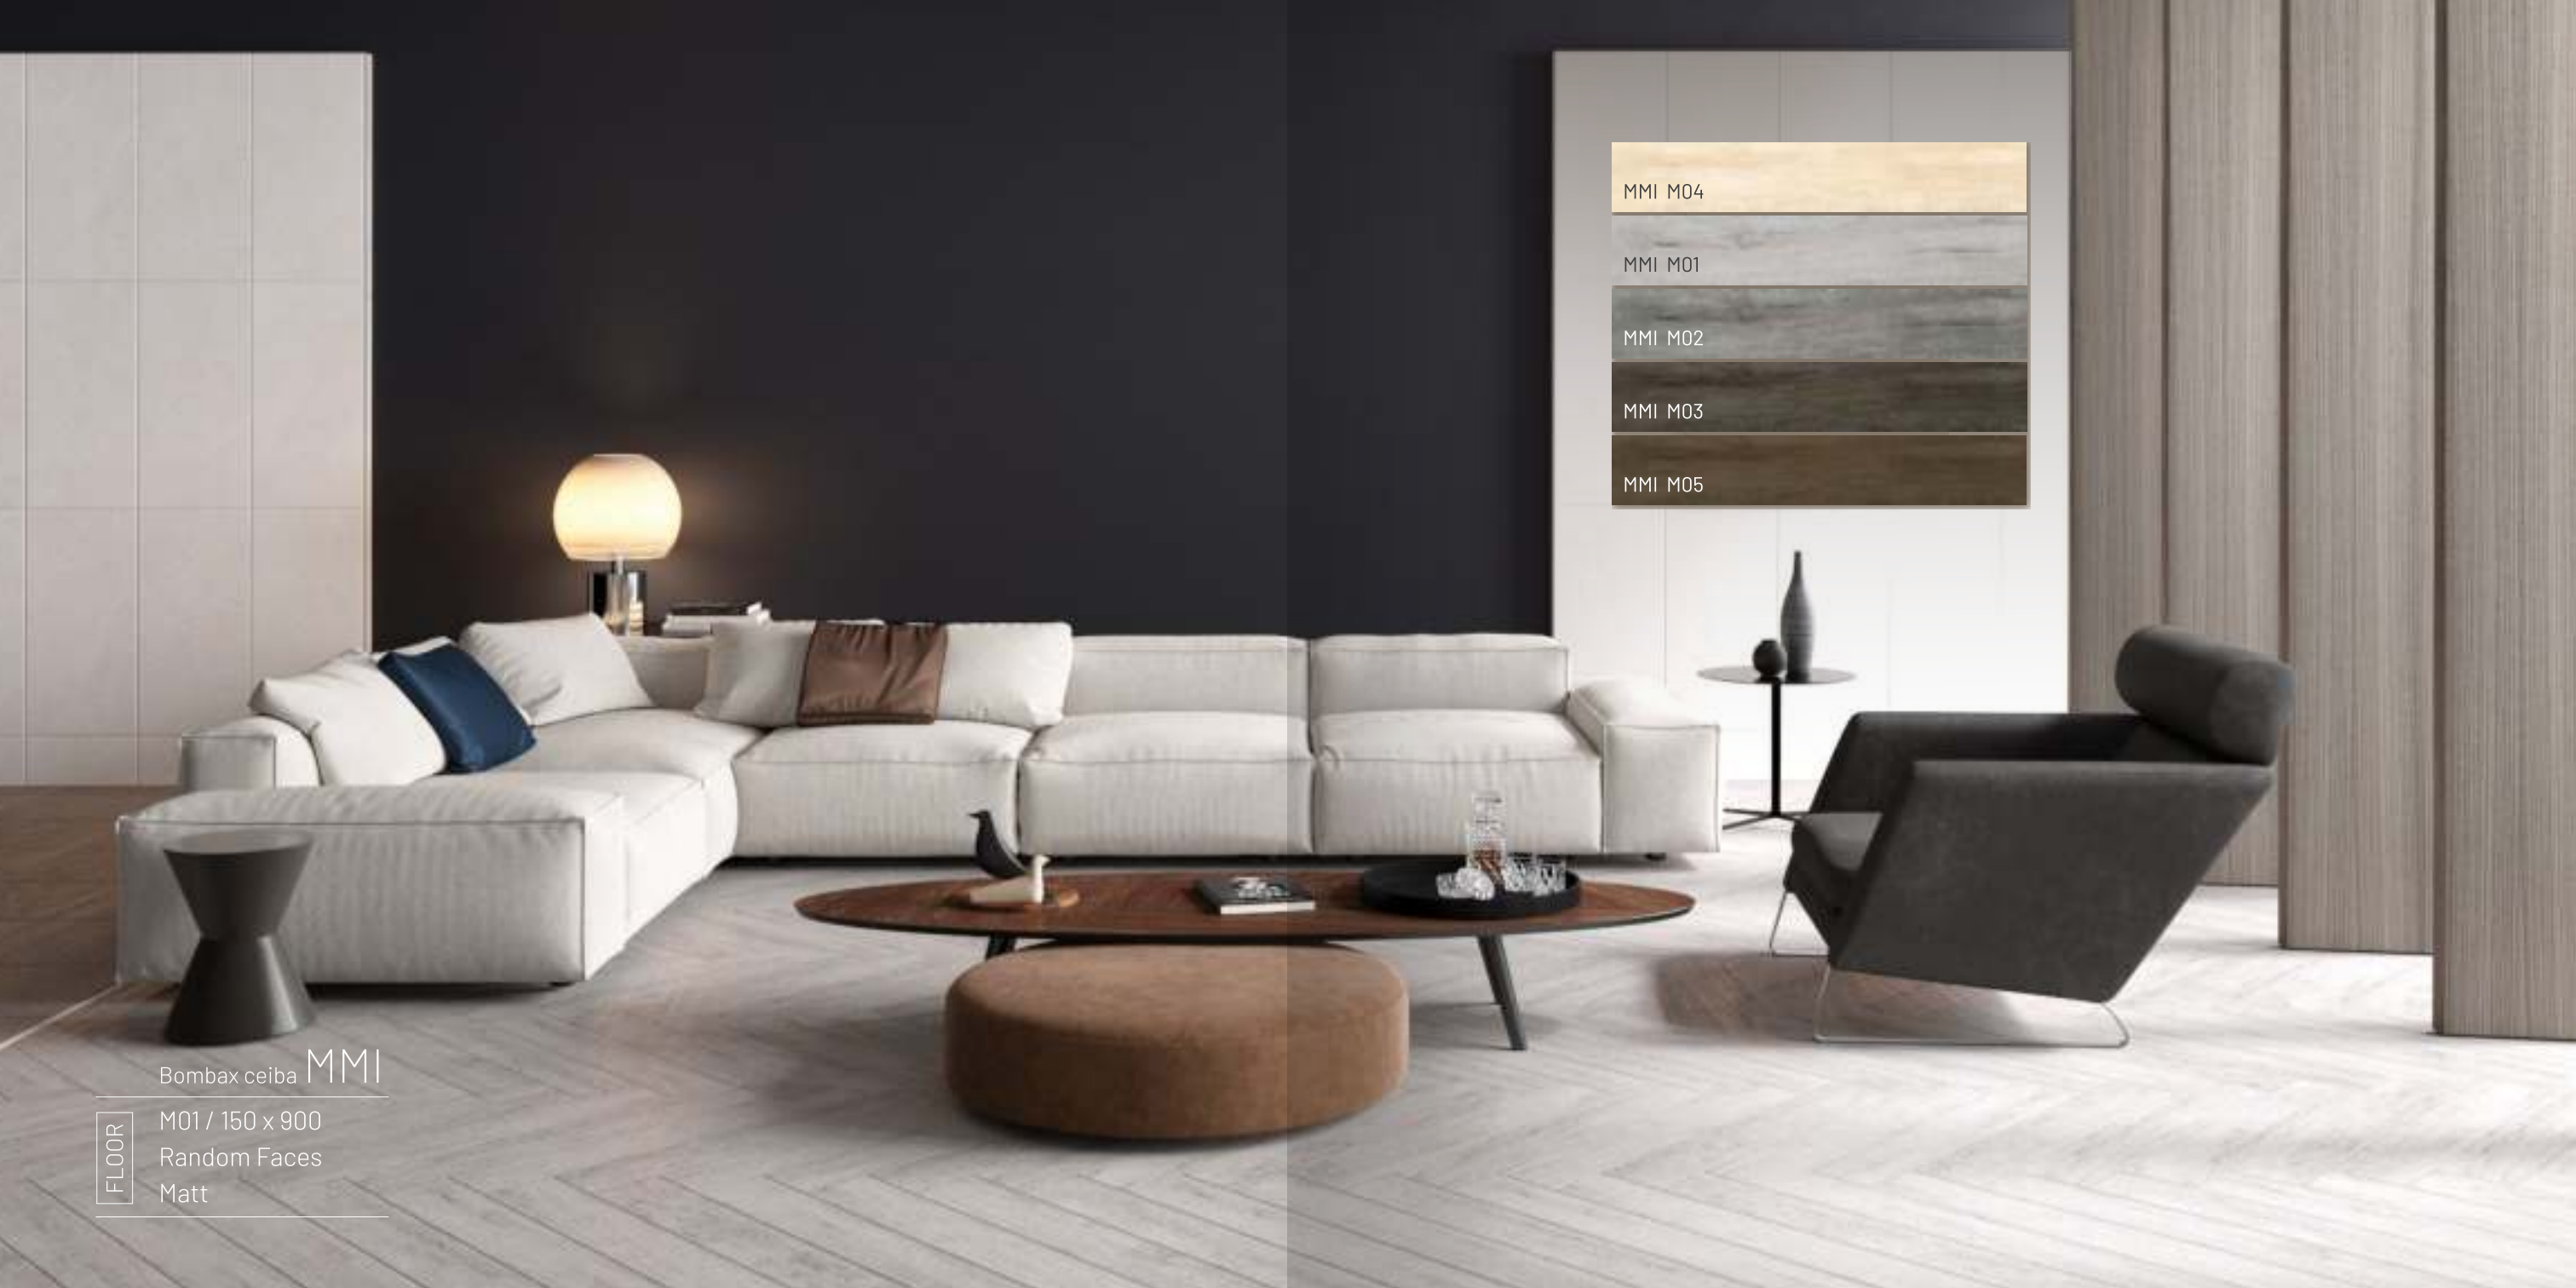 MMI M04
MMI M01
MMI M02
MMI M03
MMI M05
Bombax ceiba MMI
FLOOR
M01 / 150 x 900
Random Faces
Matt